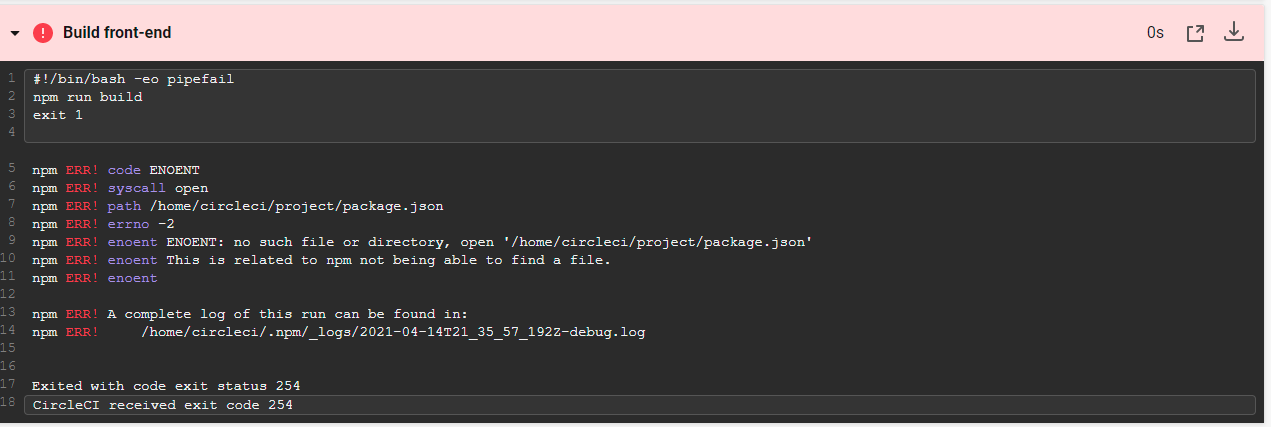 Build front-end
0s
1 #!/bin/bash -eo pipefail
2 npm run build
3 exit 1
4
5 npm ERR! code ENOENT
6 npm ERR! syscall open
7 npm ERR! path /home/circleci/project/package.json
8 npm ERR! errno -2
9 npm ERR! enoent ENOENT: no such file or directory, open '/home/circleci/project/package.json'
10 npm ERR! enoent This is related to npm not being able to find a file.
11 npm ERR! enoent
12
13 npm ERR! A complete log of this run can be found in:
14 npm ERR!     /home/circleci/.npm/_logs/2021-04-14T21_35_57_192Z-debug.log
15
16
17 Exited with code exit status 254
18 CircleCI received exit code 254